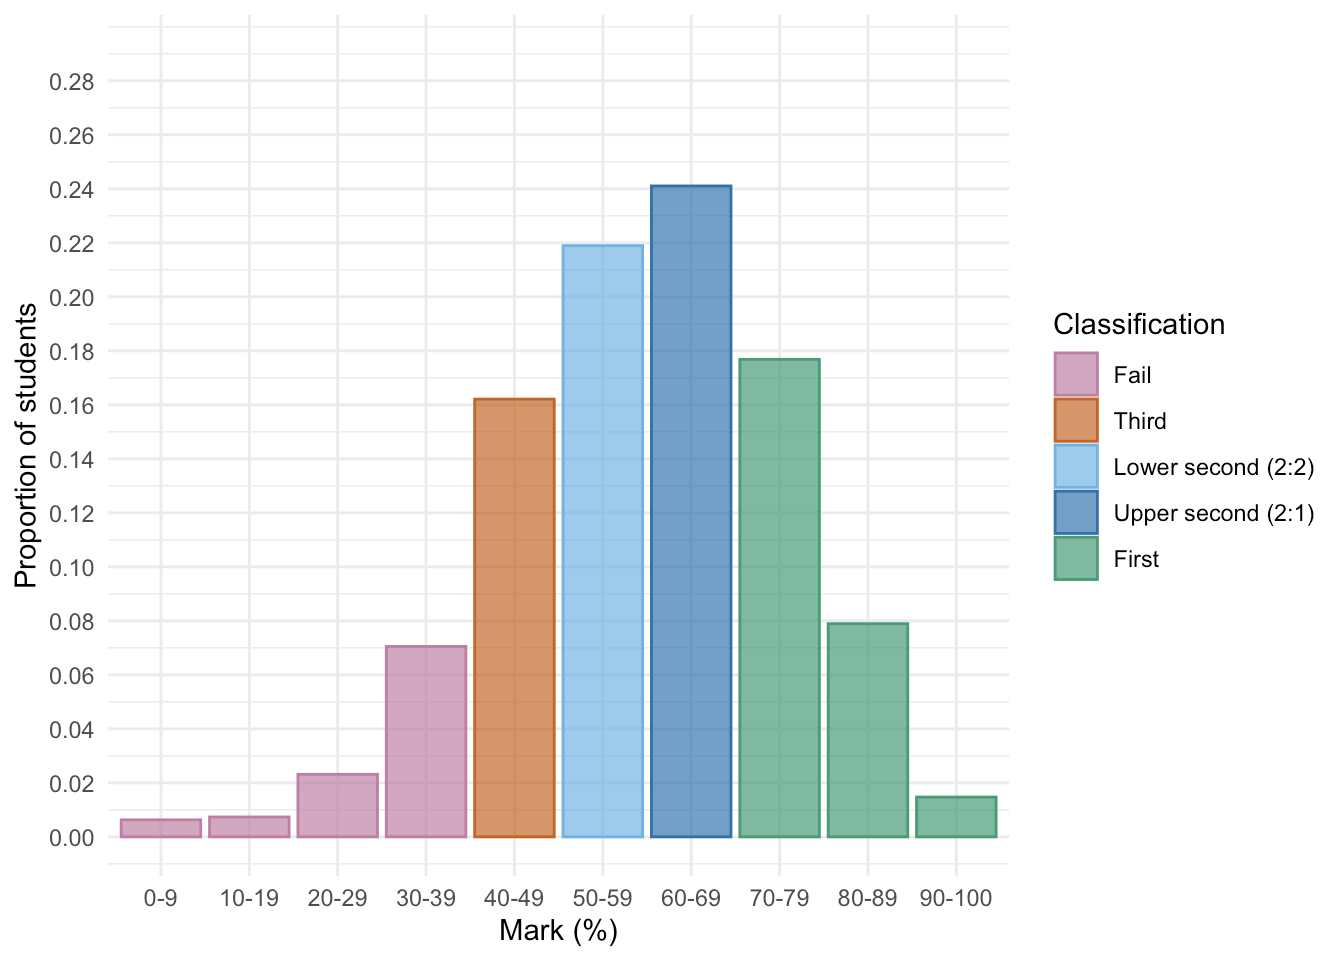 0.28
0.26
0.24
0.22
0.20
0.18
0.16
0.14
0.12
0.10
0.08
0.06
0.04
0.02
0.00
Proportion of students
0-9 10-19 20-29 30-39 40-49 50-59 60-69 70-79 80-89 90-100
Mark (%)
Classification
Fail
Third
Lower second (2:2)
Upper second (2:1)
First